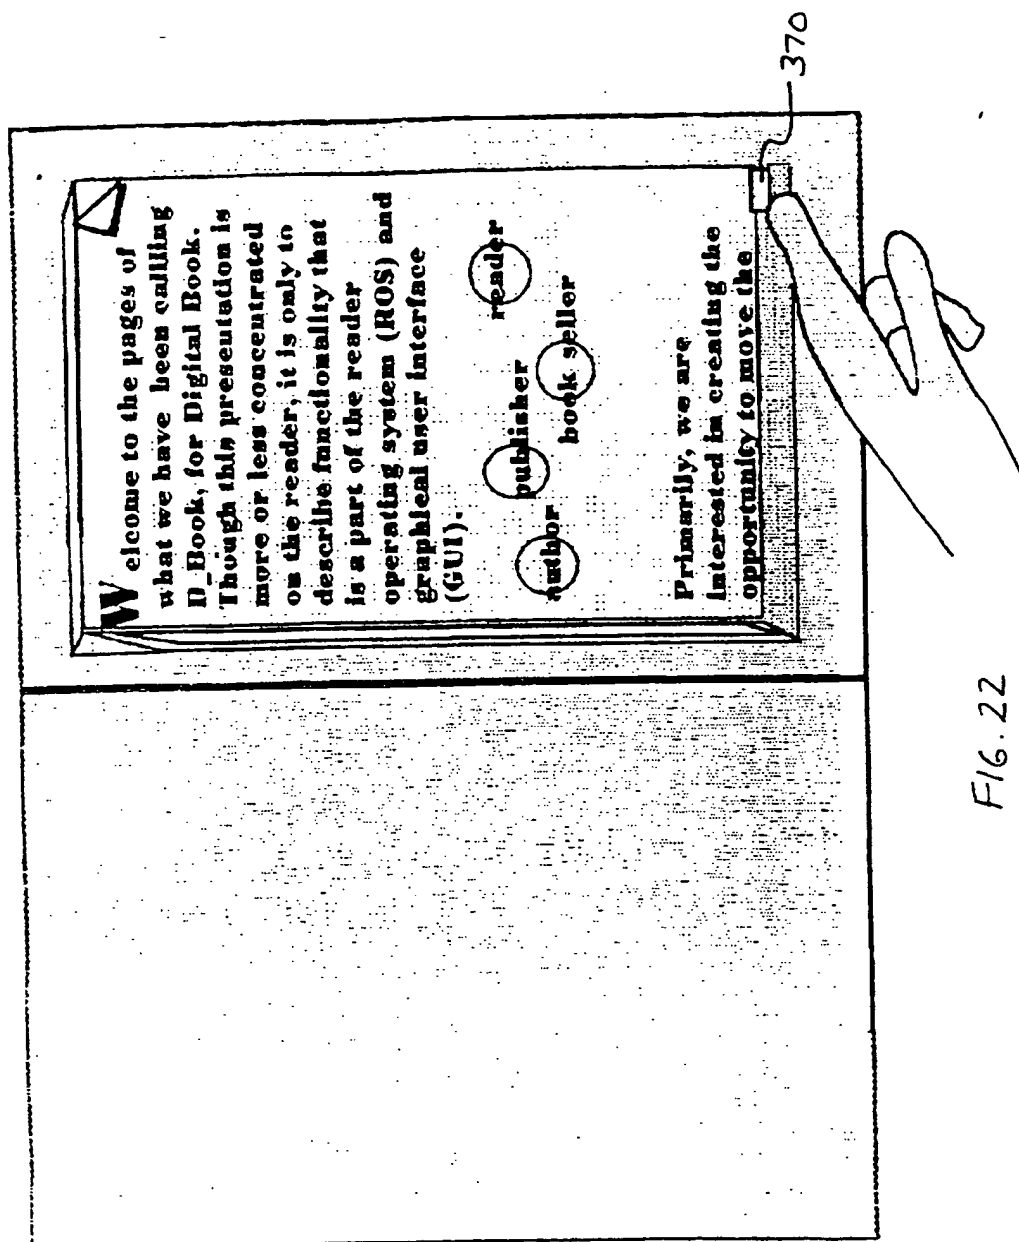 Welcome to the pages of
what we have been callling
D_Book, for Digital Book.
Though this presentation is
more or less concentrated
on the reader, it is only to
describe functionality that
is a part of the reader
operating system (ROS) and
graphical user interface
(GUI).
author publisher book seller reader
Primarily, we are
interested in creating the
opportunity to move the
370
FIG. 22